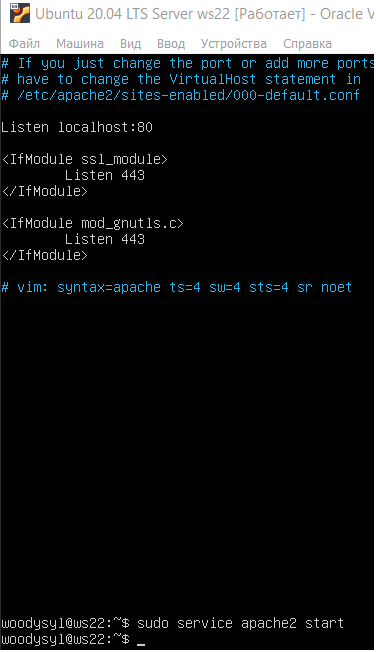 Ubuntu 20.04 LTS Server ws22 [Работает] - Oracle V
Файл Машина Вид Ввод Устройства Справка
# If you just change the port or add more ports
# have to change the VirtualHost statement in
# /etc/apache2/sites-enabled/000-default.conf
Listen localhost:80
<IfModule ssl_module>
Listen 443
</IfModule>
<IfModule mod_gnutls.c>
Listen 443
</IfModule>
# vim: syntax=apache ts=4 sw=4 sts=4 sr noet
woodysyl@ws22:~$ sudo service apache2 start
woodysyl@ws22:~$ _